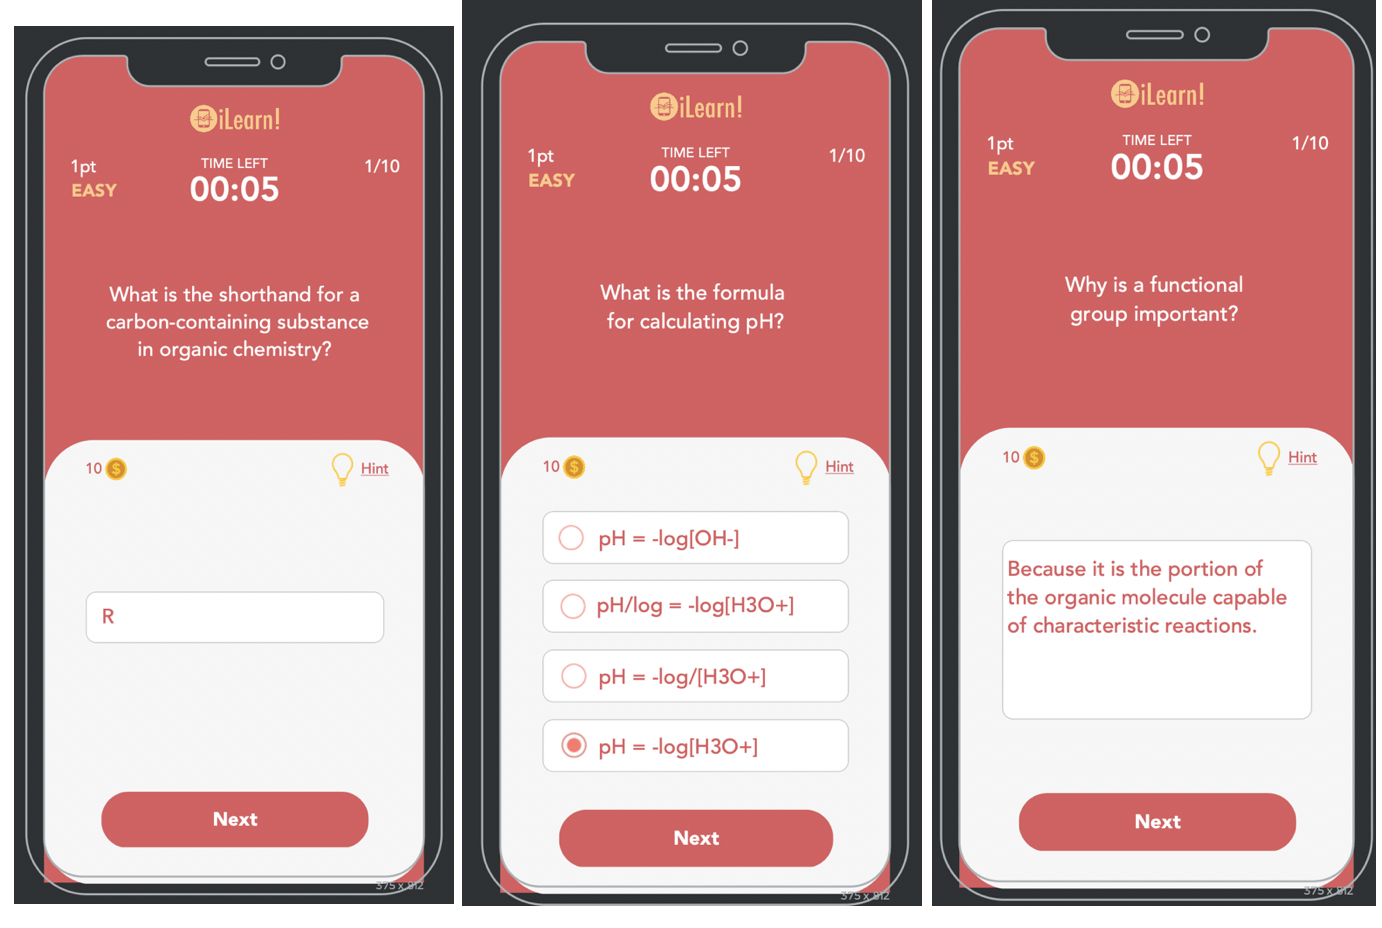 iLearn!
1pt
EASY
TIME LEFT
00:05
1/10
What is the shorthand for a
carbon-containing substance
in organic chemistry?
10
Hint
R
Next
375 x 812
iLearn!
1pt
EASY
TIME LEFT
00:05
1/10
What is the formula
for calculating pH?
10
Hint
pH = -log[OH-]
pH/log = -log[H3O+]
pH = -log/[H3O+]
pH = -log[H3O+]
Next
375 x 812
iLearn!
1pt
EASY
TIME LEFT
00:05
1/10
Why is a functional
group important?
10
Hint
Because it is the portion of
the organic molecule capable
of characteristic reactions.
Next
375 x 812